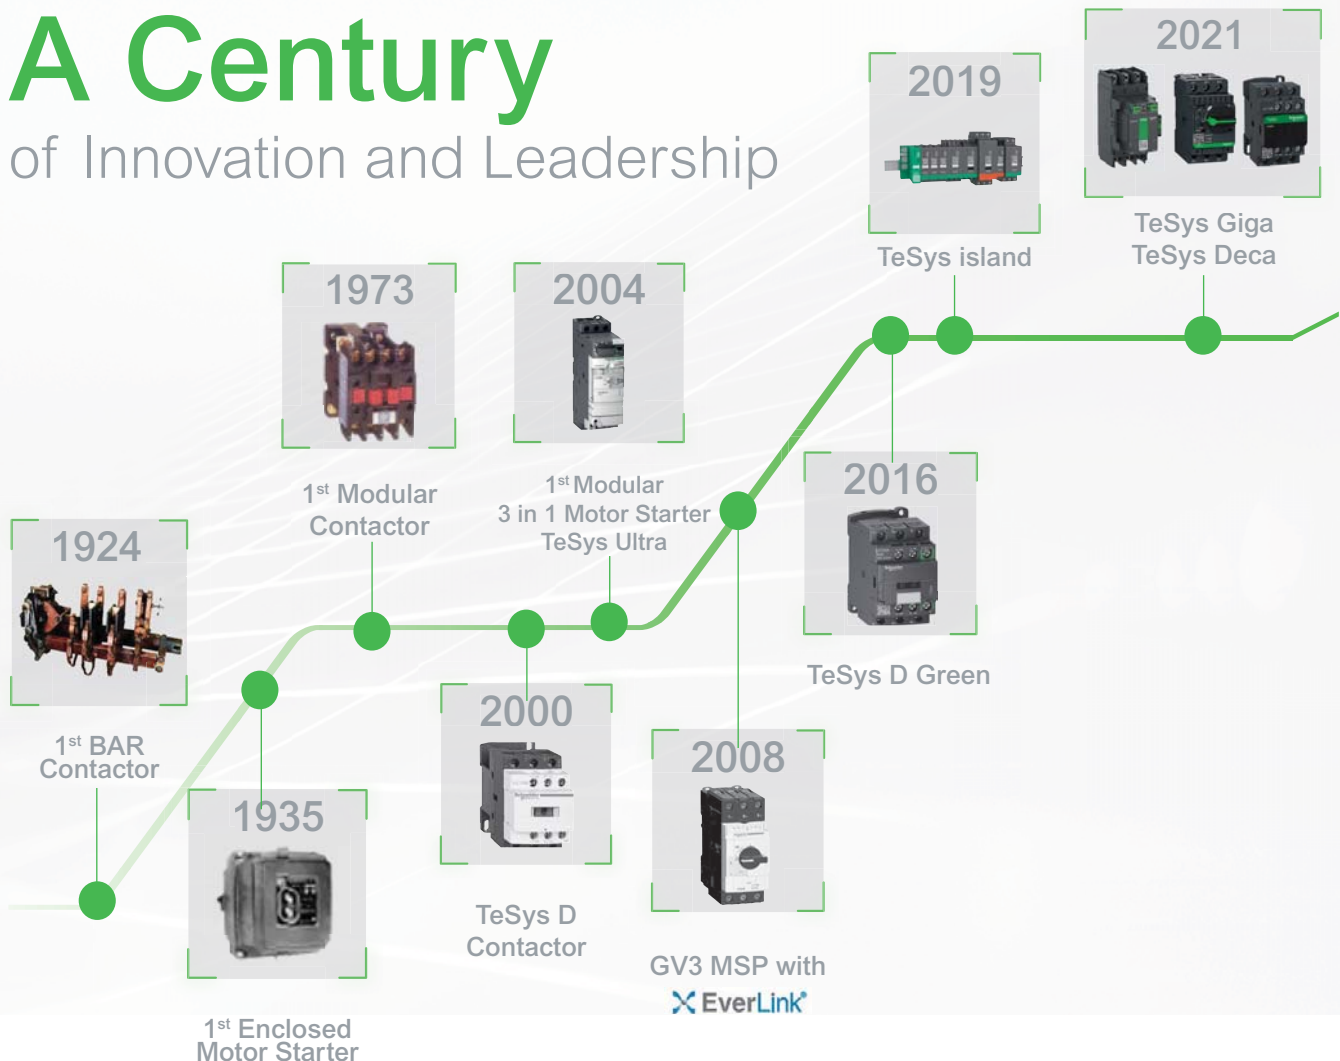 A Century
of Innovation and Leadership
1924
1st BAR
Contactor
1935
1st Enclosed
Motor Starter
1973
1st Modular
Contactor
2000
TeSys D
Contactor
2004
1st Modular
3 in 1 Motor Starter
TeSys Ultra
2008
GV3 MSP with
EverLink®
2016
TeSys D Green
2019
TeSys island
2021
TeSys Giga
TeSys Deca